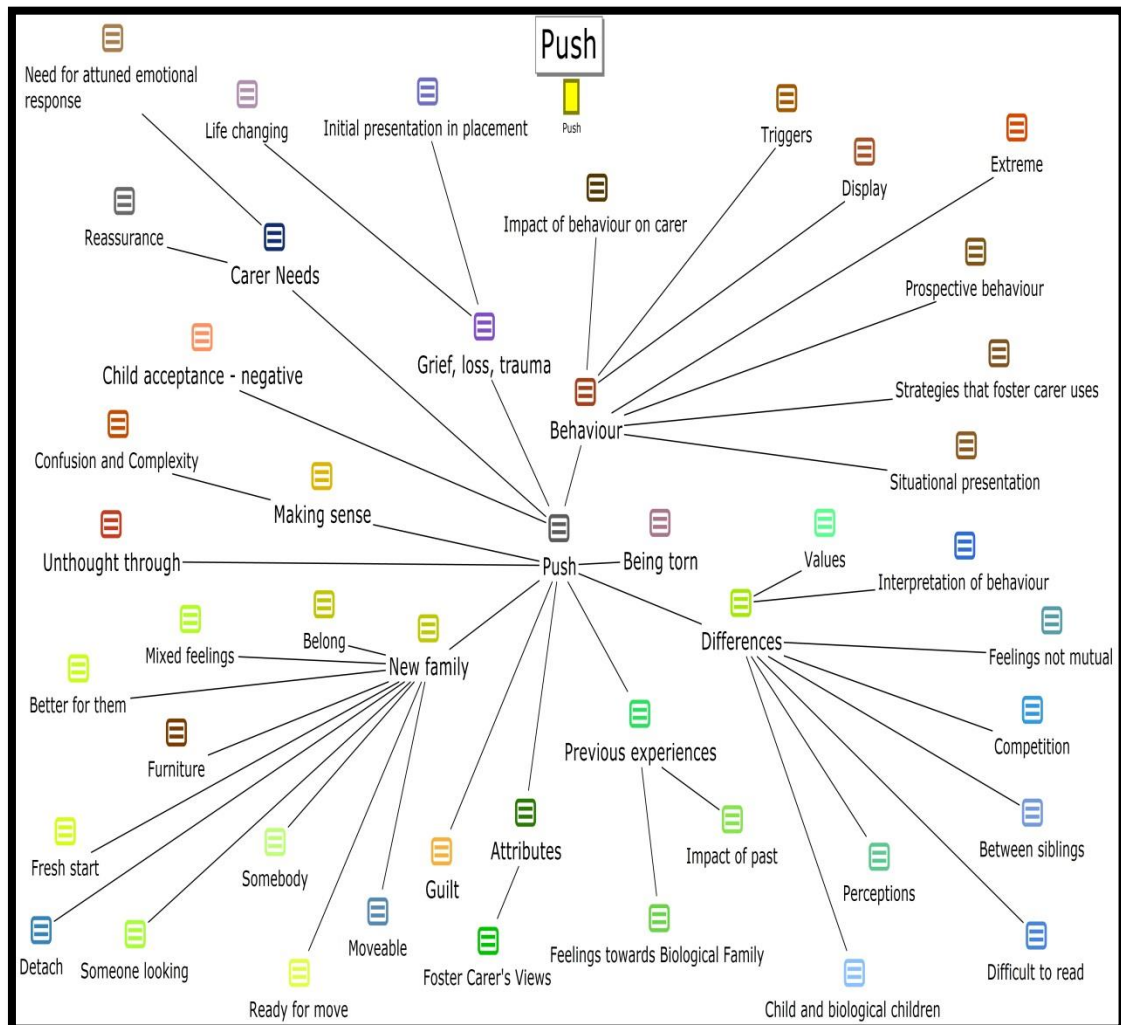 Push
Push
Need for attuned emotional
response
Life changing
Initial presentation in placement
Triggers
Display
Extreme
Reassurance
Carer Needs
Impact of behaviour on carer
Prospective behaviour
Child acceptance - negative
Grief, loss, trauma
Strategies that foster carer uses
Behaviour
Confusion and Complexity
Making sense
Situational presentation
Unthought through
Push
Being torn
Values
Interpretation of behaviour
Mixed feelings
Belong
New family
Differences
Feelings not mutual
Better for them
Furniture
Previous experiences
Competition
Fresh start
Somebody
Guilt
Attributes
Impact of past
Perceptions
Between siblings
Detach
Someone looking
Ready for move
Moveable
Foster Carer's Views
Feelings towards Biological Family
Child and biological children
Difficult to read